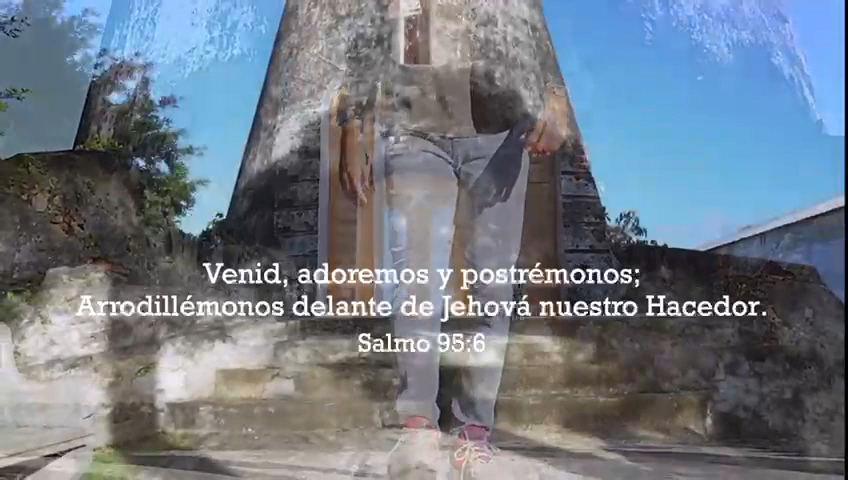 Venid, adoremos y postrémonos;
Arrodillémonos delante de Jehová nuestro Hacedor.
Salmo 95:6